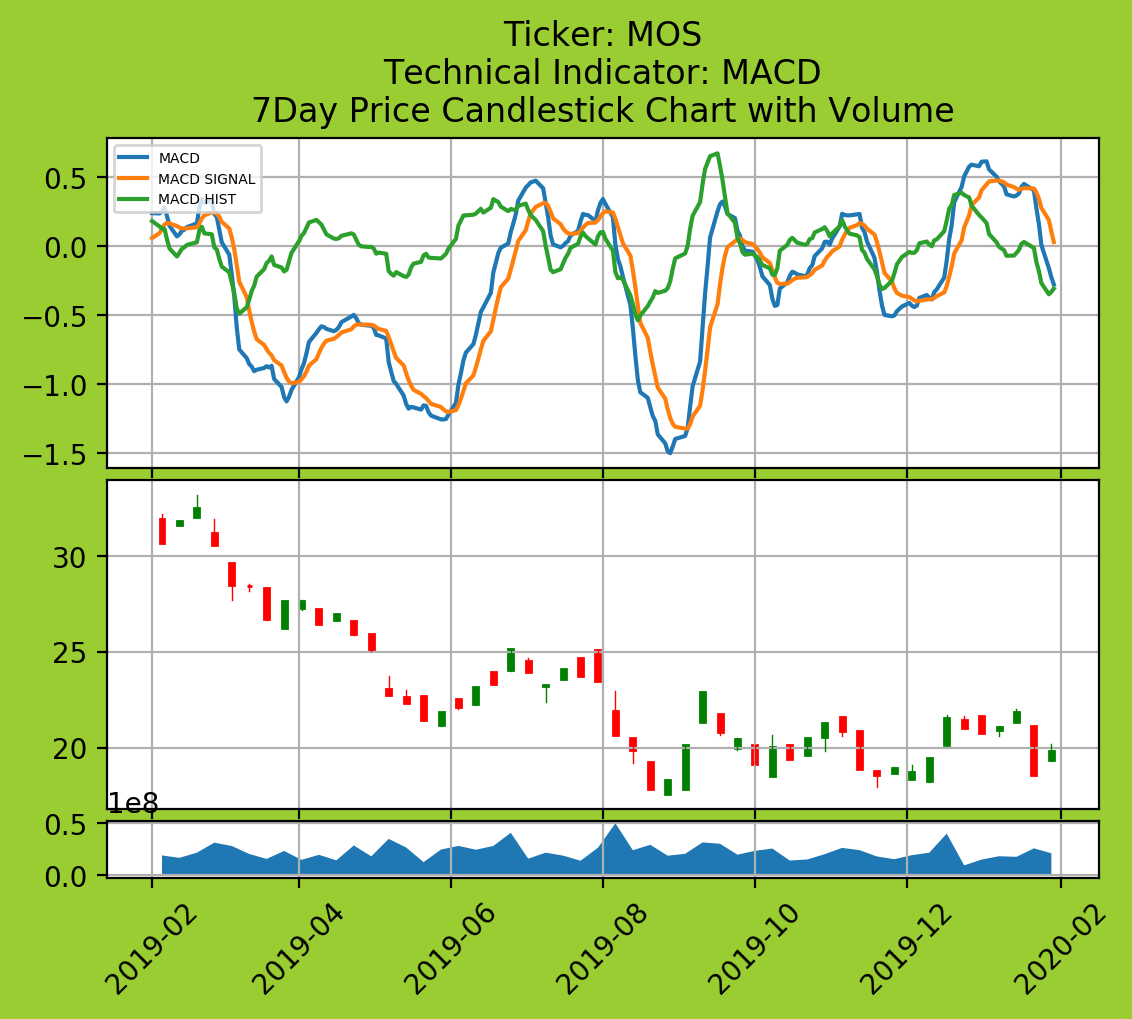 Ticker: MOS
Technical Indicator: MACD
7Day Price Candlestick Chart with Volume
MACD
MACD SIGNAL
MACD HIST
0.5
0.0
−0.5
−1.0
−1.5
30
25
20
1e8
0.5
0.0
2019-02
2019-04
2019-06
2019-08
2019-10
2019-12
2020-02